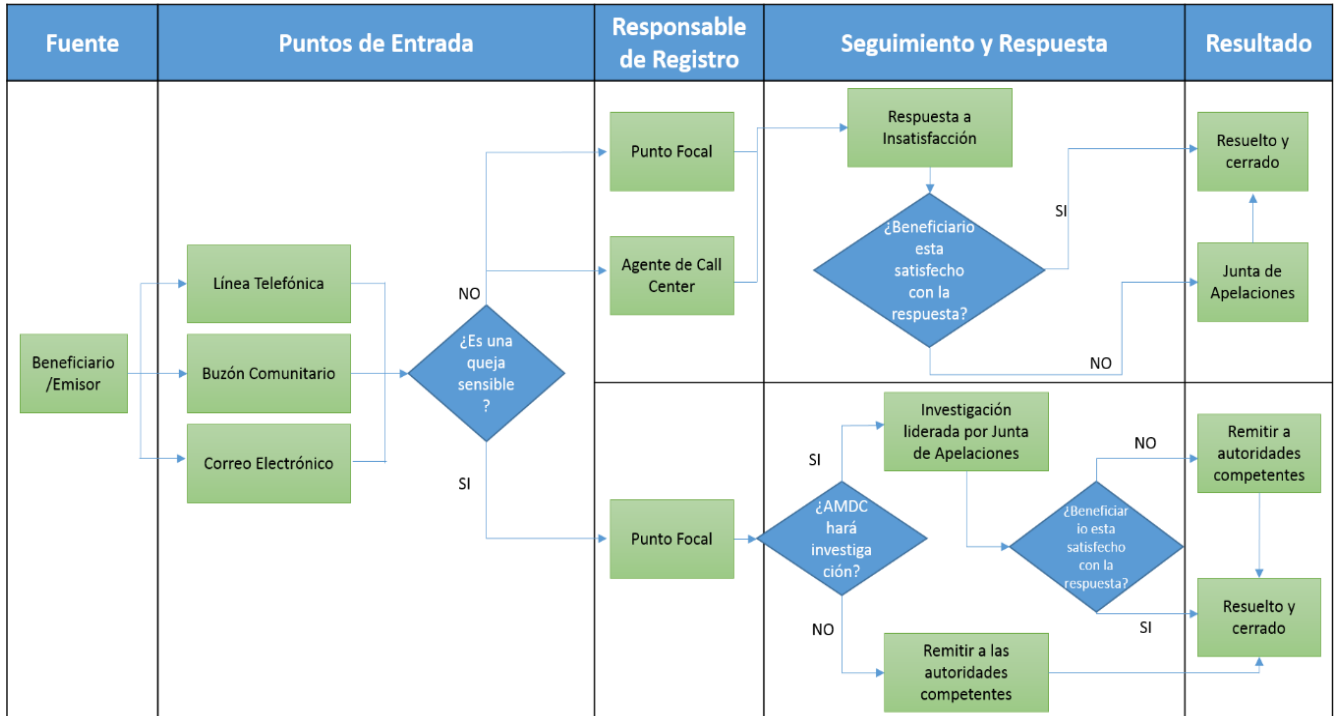 Fuente
Puntos de Entrada
Responsable
de Registro
Seguimiento y Respuesta
Resultado
Beneficiario
/Emisor
Línea Telefónica
Buzón Comunitario
Correo Electrónico
¿Es una
queja
sensible
?
NO
SI
Punto Focal
Agente de Call
Center
Respuesta a
Insatisfacción
¿Beneficiario
esta
satisfecho
con la
respuesta?
SI
NO
Resuelto y
cerrado
Junta de
Apelaciones
Punto Focal
¿AMDC
hará
investiga
ción?
SI
NO
Investigación
liderada por Junta
de Apelaciones
Remitir a las
autoridades
competentes
¿Beneficiar
io esta
satisfecho
con la
respuesta?
NO
SI
Remitir a
autoridades
competentes
Resuelto y
cerrado